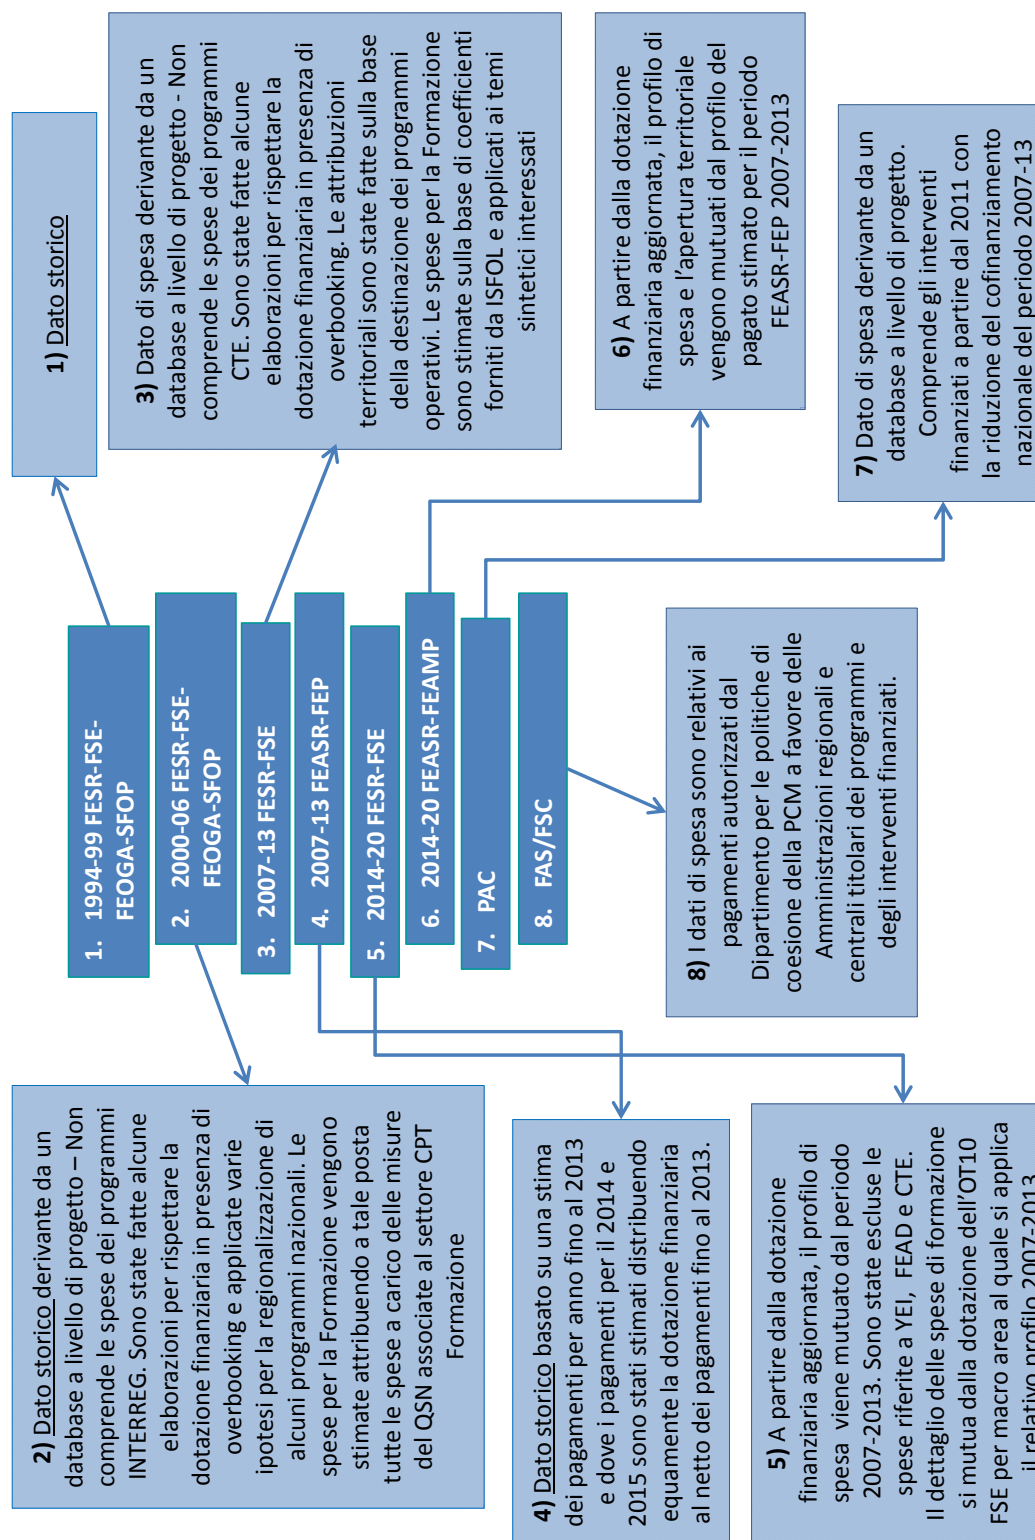 1. 1994-99 FESR-FSE-
FEOGA-SFOP
2. 2000-06 FESR-FSE-
FEOGA-SFOP
3. 2007-13 FESR-FSE
4. 2007-13 FEASR-FEP
5. 2014-20 FESR-FSE
6. 2014-20 FEASR-FEAMP
7. PAC
8. FAS/FSC
1) Dato storico
2) Dato storico derivante da un
database a livello di progetto – Non
comprende le spese dei programmi
INTERREG. Sono state fatte alcune
elaborazioni per rispettare la
dotazione finanziaria in presenza di
overbooking e applicate varie
ipotesi per la regionalizzazione di
alcuni programmi nazionali. Le
spese per la Formazione vengono
stimate attribuendo a tale posta
tutte le spese a carico delle misure
del QSN associate al settore CPT
Formazione
3) Dato di spesa derivante da un
database a livello di progetto - Non
comprende le spese dei programmi
CTE. Sono state fatte alcune
elaborazioni per rispettare la
dotazione finanziaria in presenza di
overbooking. Le attribuzioni
territoriali sono state fatte sulla base
della destinazione dei programmi
operativi. Le spese per la Formazione
sono stimate sulla base di coefficienti
forniti da ISFOL e applicati ai temi
sintetici interessati
4) Dato storico basato su una stima
dei pagamenti per anno fino al 2013
e dove i pagamenti per il 2014 e
2015 sono stati stimati distribuendo
equamente la dotazione finanziaria
al netto dei pagamenti fino al 2013.
5) A partire dalla dotazione
finanziaria aggiornata, il profilo di
spesa viene mutuato dal periodo
2007-2013. Sono state escluse le
spese riferite a YEI, FEAD e CTE.
Il dettaglio delle spese di formazione
si mutua dalla dotazione dell'OT10
FSE per macro area al quale si applica
il relativo profilo 2007-2013
6) A partire dalla dotazione
finanziaria aggiornata, il profilo di
spesa e l'apertura territoriale
vengono mutuati dal profilo del
pagato stimato per il periodo
FEASR-FEP 2007-2013
7) Dato di spesa derivante da un
database a livello di progetto.
Comprende gli interventi
finanziati a partire dal 2011 con
la riduzione del cofinanziamento
nazionale del periodo 2007-13
8) I dati di spesa sono relativi ai
pagamenti autorizzati dal
Dipartimento per le politiche di
coesione della PCM a favore delle
Amministrazioni regionali e
centrali titolari dei programmi e
degli interventi finanziati.